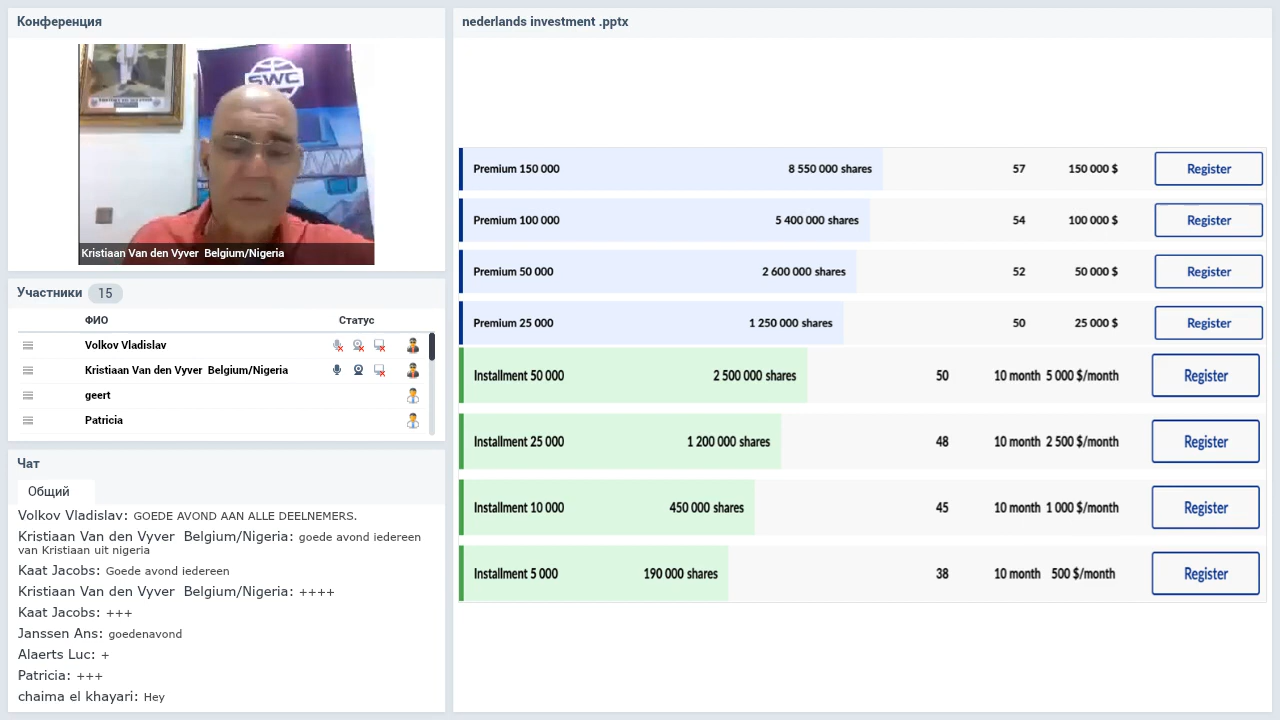 Конференция
SWC
Kristiaan Van den Vyver Belgium/Nigeria
Участники 15
ФИО Статус
Volkov Vladislav
Kristiaan Van den Vyver Belgium/Nigeria
geert
Patricia
Чат
Общий
Volkov Vladislav: GOEDE AVOND AAN ALLE DEELNEMERS.
Kristiaan Van den Vyver Belgium/Nigeria: goede avond iedereen
van Kristiaan uit nigeria
Kaat Jacobs: Goede avond iedereen
Kristiaan Van den Vyver Belgium/Nigeria: ++++
Kaat Jacobs: +++
Janssen Ans: goedenavond
Alaerts Luc: +
Patricia: +++
chaima el khayari: Hey
nederlands investment .pptx
Premium 150 000 8 550 000 shares 57 150 000 $ Register
Premium 100 000 5 400 000 shares 54 100 000 $ Register
Premium 50 000 2 600 000 shares 52 50 000 $ Register
Premium 25 000 1 250 000 shares 50 25 000 $ Register
Installment 50 000 2 500 000 shares 50 10 month 5 000 $/month Register
Installment 25 000 1 200 000 shares 48 10 month 2 500 $/month Register
Installment 10 000 450 000 shares 45 10 month 1 000 $/month Register
Installment 5 000 190 000 shares 38 10 month 500 $/month Register